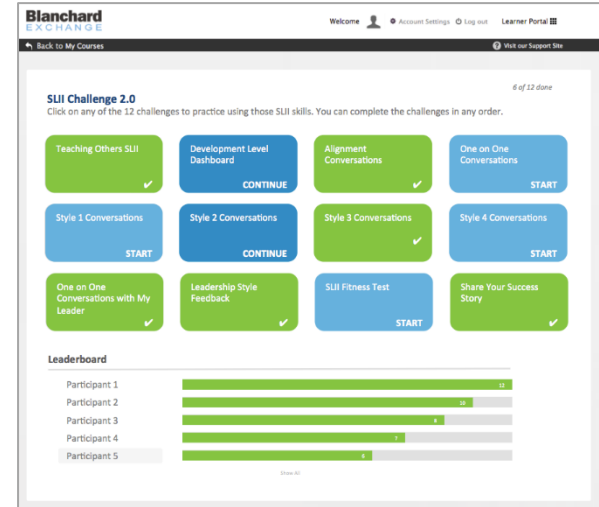 Blanchard
EXCHANGE
Welcome Account Settings Log out Learner Portal
Back to My Courses
Visit our Support Site
6 of 12 done
SLII Challenge 2.0
Click on any of the 12 challenges to practice using those SLII skills. You can complete the challenges in any order.
Teaching Others SLII
Development Level
Dashboard
CONTINUE
Alignment
Conversations
One on One
Conversations
START
Style 1 Conversations
START
Style 2 Conversations
CONTINUE
Style 3 Conversations
Style 4 Conversations
START
One on One
Conversations with My
Leader
Leadership Style
Feedback
SLII Fitness Test
START
Share Your Success
Story
Leaderboard
Participant 1
12
Participant 2
10
Participant 3
Participant 4
7
Participant 5
Show All